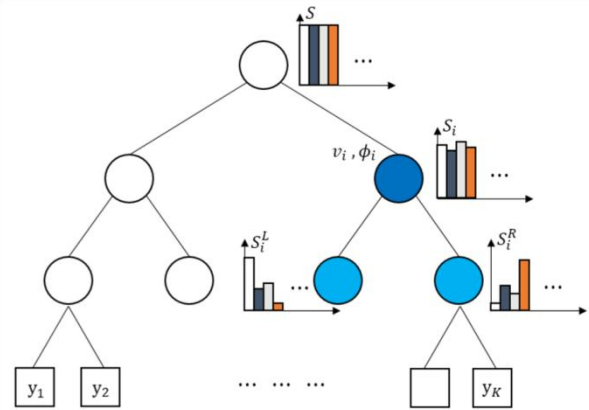 S
...
v_i , ϕ_i
S_i
...
S_i^L
...
S_i^R
...
y_1
y_2
... ... ...
y_K